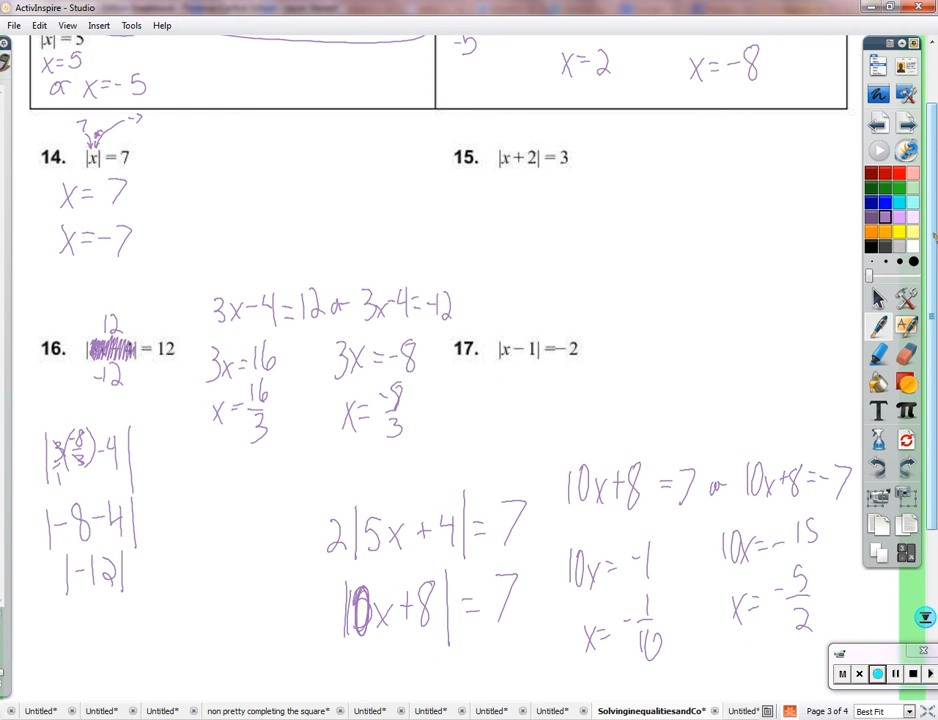 ActivInspire - Studio
File Edit View Insert Tools
|x| = 5
x=5
or x=-5
-5
x=2 x=-8
7 -7
14. |x| = 7
x= 7
x=-7
15. |x + 2| = 3
3x-4=12 or 3x-4=-12
12
16. | | = 12
-12
3x=16 3x=-8
x=16/3 x=-8/3
17. |x − 1| =− 2
|3(-8/3)-4|
1
|-8-4|
|-12|
2|5x+4|=7
|10x+8|=7
10x+8=7 or 10x+8=-7
10x=-1 10x=-15
x=-1/10 x=-5/2
Untitled* Untitled* Untitled* Untitled* non pretty completing the square* Untitled* Untitled* Untitled* Untitled* SolvinginequalitiesandCo* Untitled* Page 3 of 4 Best Fit